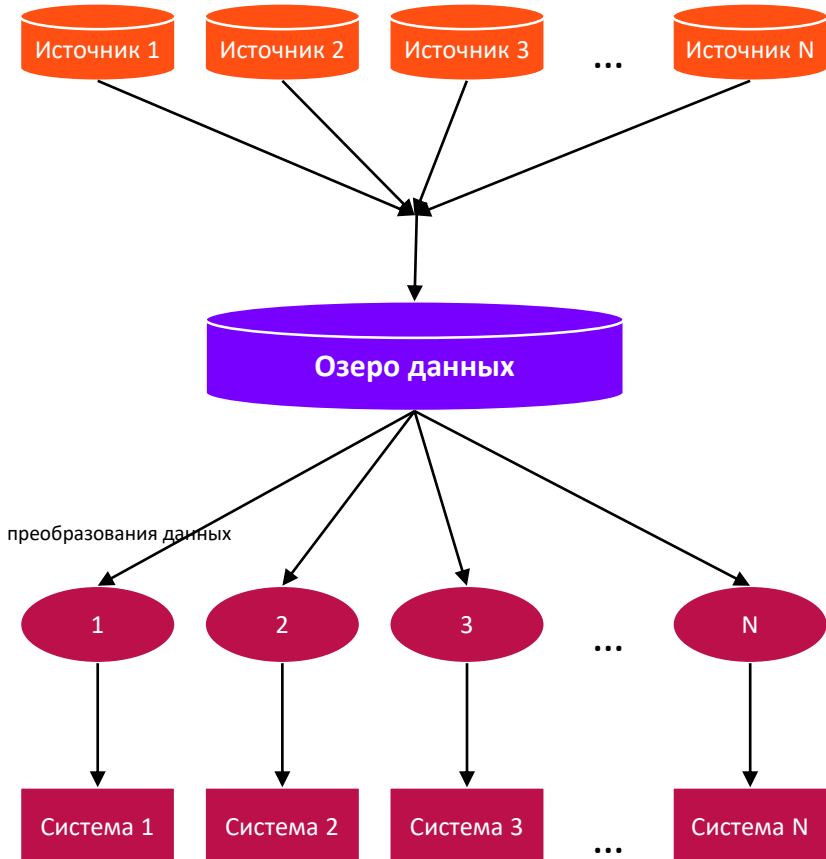 Источник 1
Источник 2
Источник 3
...
Источник N
Озеро данных
преобразования данных
1
2
3
...
N
Система 1
Система 2
Система 3
...
Система N